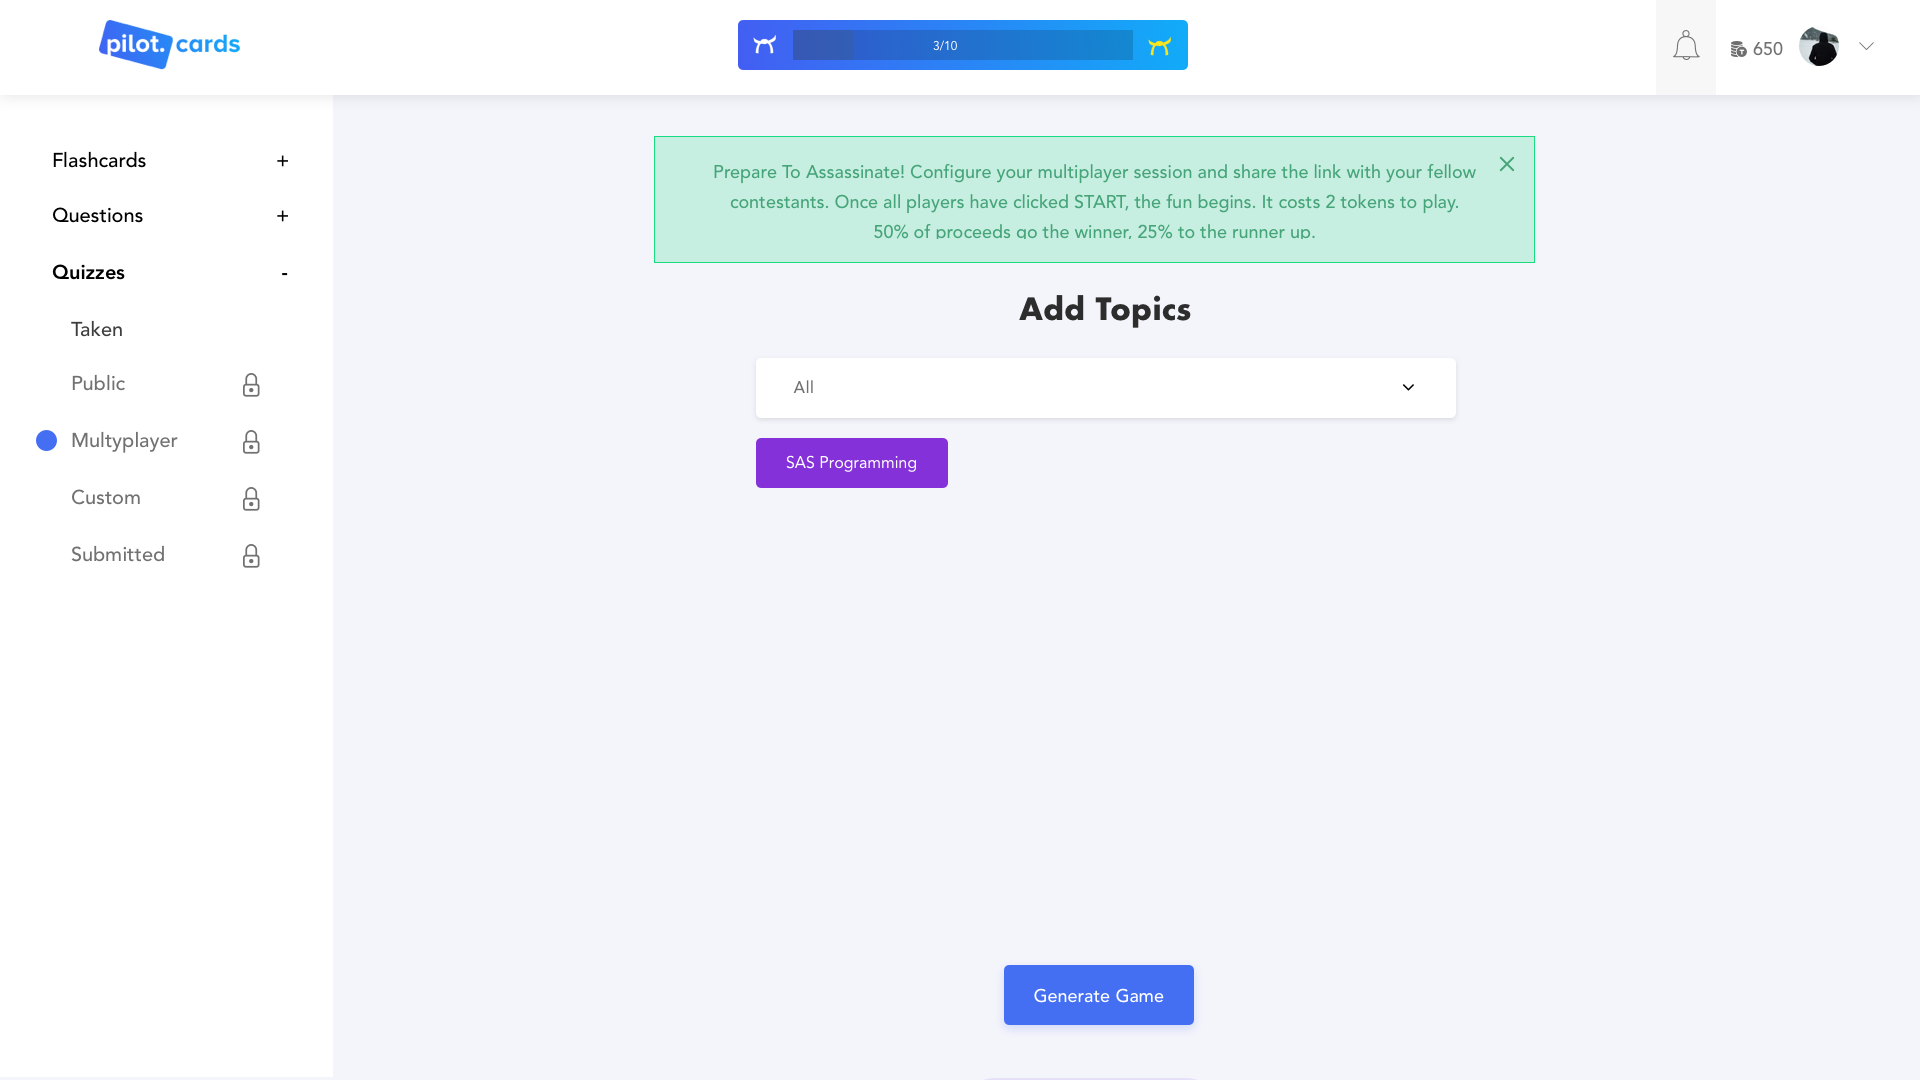 pilot.cards
3/10
650
Flashcards +
Questions +
Quizzes -
Taken
Public
Multyplayer
Custom
Submitted
Prepare To Assassinate! Configure your multiplayer session and share the link with your fellow
contestants. Once all players have clicked START, the fun begins. It costs 2 tokens to play.
50% of proceeds go the winner, 25% to the runner up.
Add Topics
All
SAS Programming
Generate Game